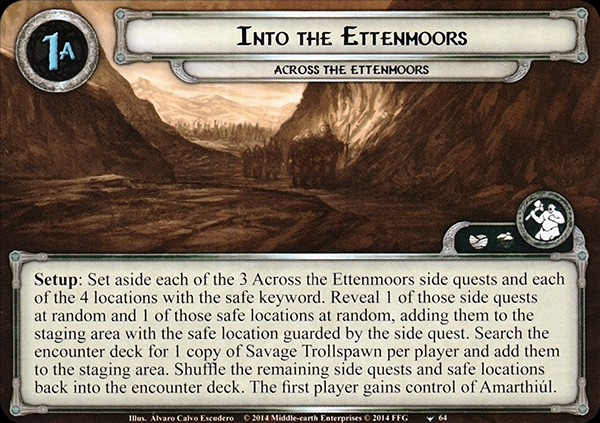 1A
INTO THE ETTENMOORS
ACROSS THE ETTENMOORS
Setup: Set aside each of the 3 Across the Ettenmoors side quests and each
of the 4 locations with the safe keyword. Reveal 1 of those side quests
at random and 1 of those safe locations at random, adding them to the
staging area with the safe location guarded by the side quest. Search the
encounter deck for 1 copy of Savage Trollspawn per player and add them
to the staging area. Shuffle the remaining side quests and safe locations
back into the encounter deck. The first player gains control of Amarthiúl.
Illus. Álvaro Calvo Escudero © 2014 Middle-earth Enterprises © 2014 FFG 64